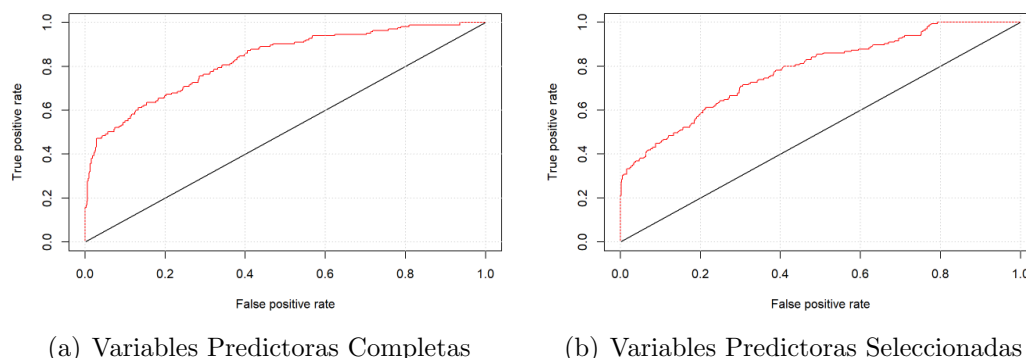 True positive rate
0.0 0.2 0.4 0.6 0.8 1.0
0.0 0.2 0.4 0.6 0.8 1.0
False positive rate
(a) Variables Predictoras Completas
True positive rate
0.0 0.2 0.4 0.6 0.8 1.0
0.0 0.2 0.4 0.6 0.8 1.0
False positive rate
(b) Variables Predictoras Seleccionadas